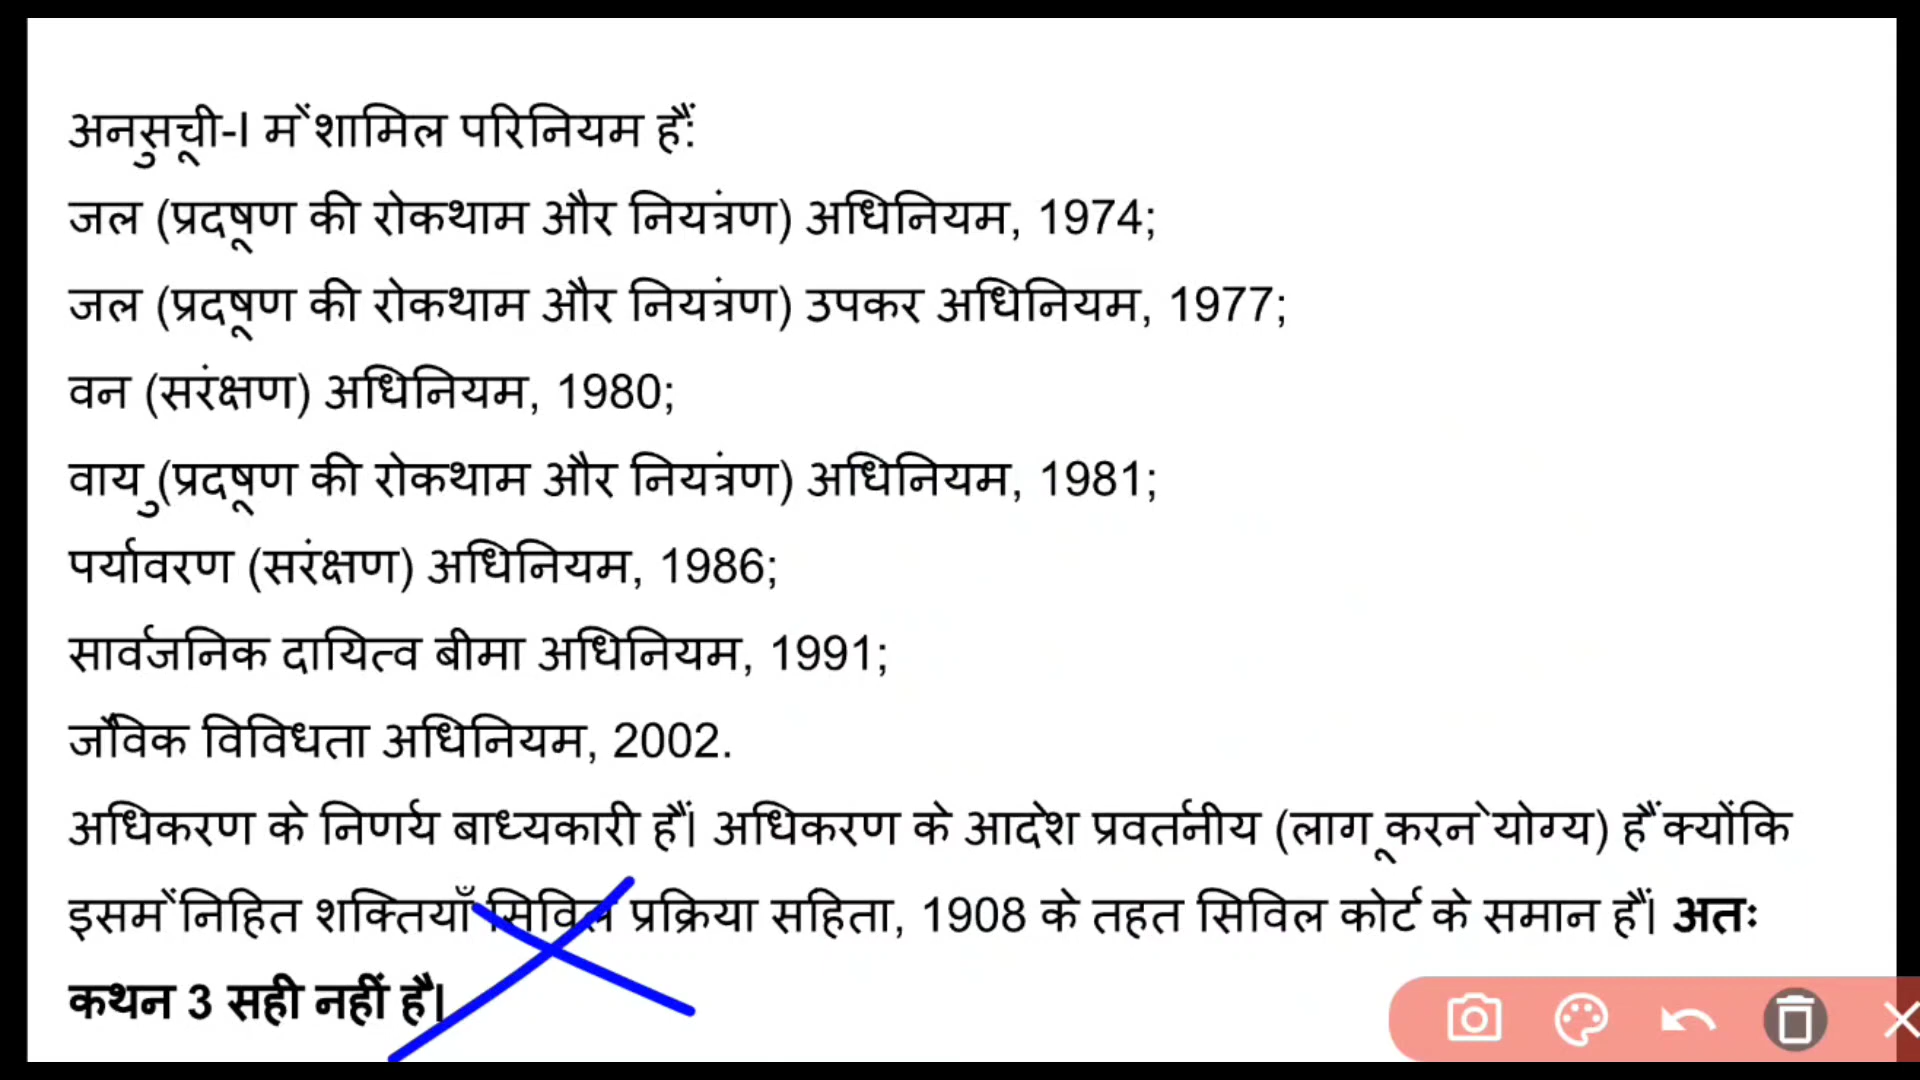 अनुसूची-I में शामिल परिनियम हैं:
जल (प्रदूषण की रोकथाम और नियंत्रण) अधिनियम, 1974;
जल (प्रदूषण की रोकथाम और नियंत्रण) उपकर अधिनियम, 1977;
वन (संरक्षण) अधिनियम, 1980;
वायु (प्रदूषण की रोकथाम और नियंत्रण) अधिनियम, 1981;
पर्यावरण (संरक्षण) अधिनियम, 1986;
सार्वजनिक दायित्व बीमा अधिनियम, 1991;
जैविक विविधता अधिनियम, 2002.
अधिकरण के निर्णय बाध्यकारी हैं। अधिकरण के आदेश प्रवर्तनीय (लागू करने योग्य) हैं क्योंकि
इसमें निहित शक्तियाँ सिविल प्रक्रिया संहिता, 1908 के तहत सिविल कोर्ट के समान हैं। अतः
कथन 3 सही नहीं है।